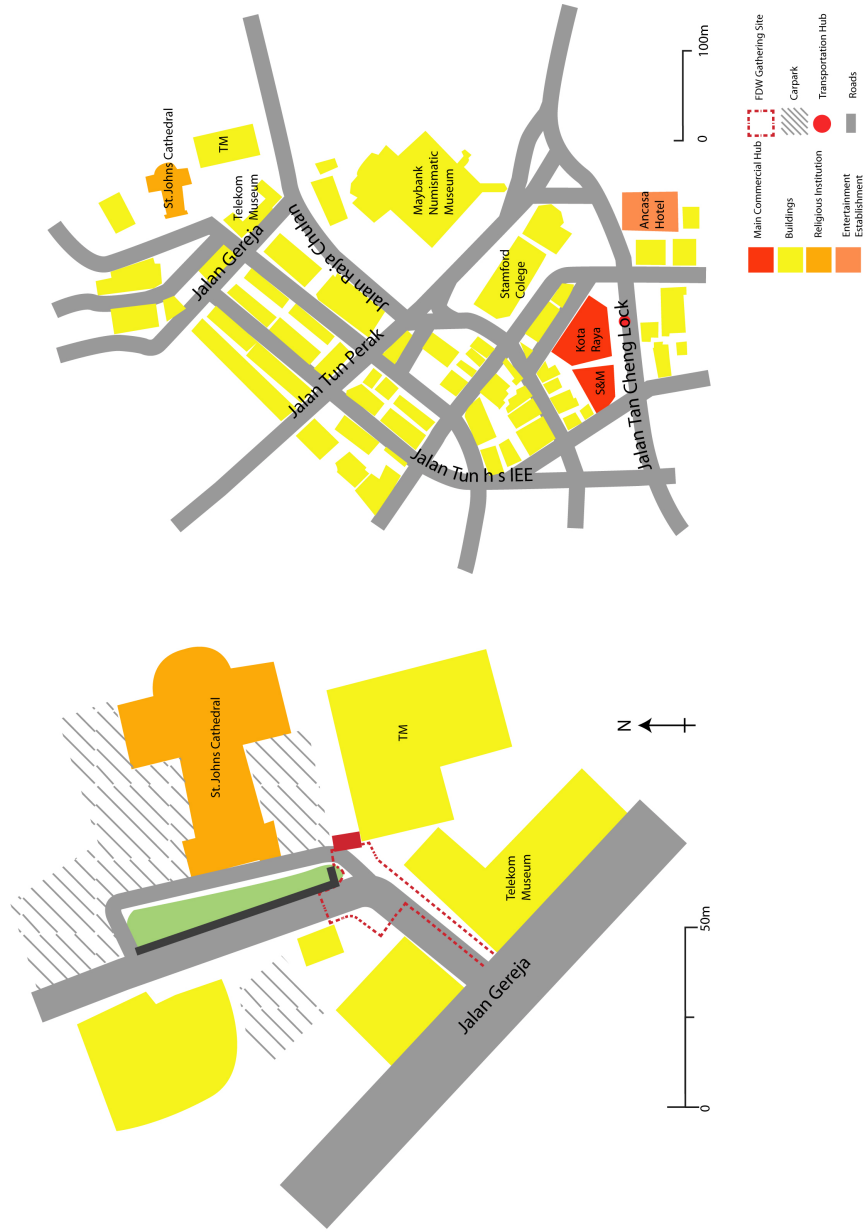 St. Johns Cathedral
TM
Telekom
Museum
Jalan Gereja
Jalan Raja Chulan
Maybank
Numismatic
Museum
Jalan Tun Perak
Stamford
Colege
Ancasa
Hotel
Kota
Raya
S&M
Jalan Tan Cheng Lock
Jalan Tun h s lEE
0
100m
Main Commercial Hub
Buildings
Religious Institution
Entertainment
Establishment
FDW Gathering Site
Carpark
Transportation Hub
Roads
St. Johns Cathedral
TM
Telekom
Museum
Jalan Gereja
N
0
50m